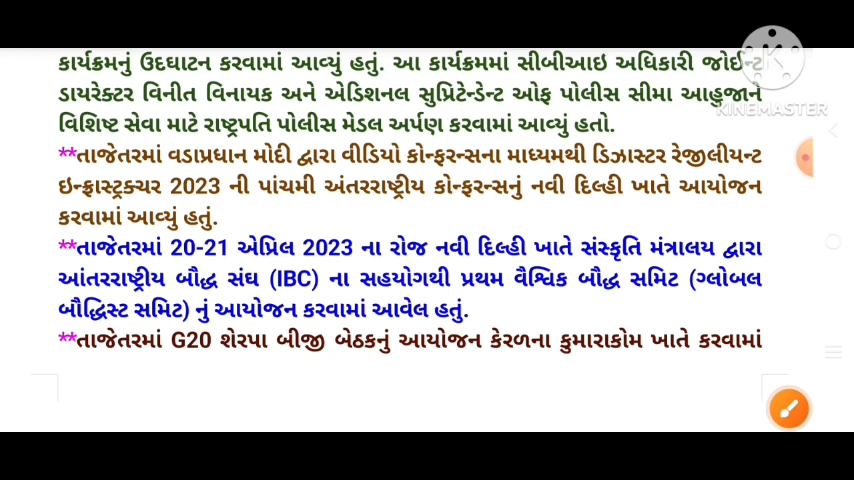 કાર્યક્રમનું ઉદઘાટન કરવામાં આવ્યું હતું. આ કાર્યક્રમમાં સીબીઆઇ અધિકારી જોઈન્ટ
ડાયરેક્ટર વિનીત વિનાયક અને એડિશનલ સુપ્રિટેન્ડેન્ટ ઓફ પોલીસ સીમા આહુજાને
વિશિષ્ટ સેવા માટે રાષ્ટ્રપતિ પોલીસ મેડલ અર્પણ કરવામાં આવ્યું હતો.
**તાજેતરમાં વડાપ્રધાન મોદી દ્વારા વીડિયો કોન્ફરન્સના માધ્યમથી ડિઝાસ્ટર રેજીલીયન્ટ
ઇન્ફ્રાસ્ટ્રક્ચર 2023 ની પાંચમી અંતરરાષ્ટ્રીય કોન્ફરન્સનું નવી દિલ્હી ખાતે આયોજન
કરવામાં આવ્યું હતું.
**તાજેતરમાં 20-21 એપ્રિલ 2023 ના રોજ નવી દિલ્હી ખાતે સંસ્કૃતિ મંત્રાલય દ્વારા
આંતરરાષ્ટ્રીય બૌદ્ધ સંઘ (IBC) ના સહયોગથી પ્રથમ વૈશ્વિક બૌદ્ધ સમિટ (ગ્લોબલ
બૌદ્ધિસ્ટ સમિટ) નું આયોજન કરવામાં આવેલ હતું.
**તાજેતરમાં G20 શેરપા બીજી બેઠકનું આયોજન કેરળના કુમારાકોમ ખાતે કરવામાં
K
KINEMASTER